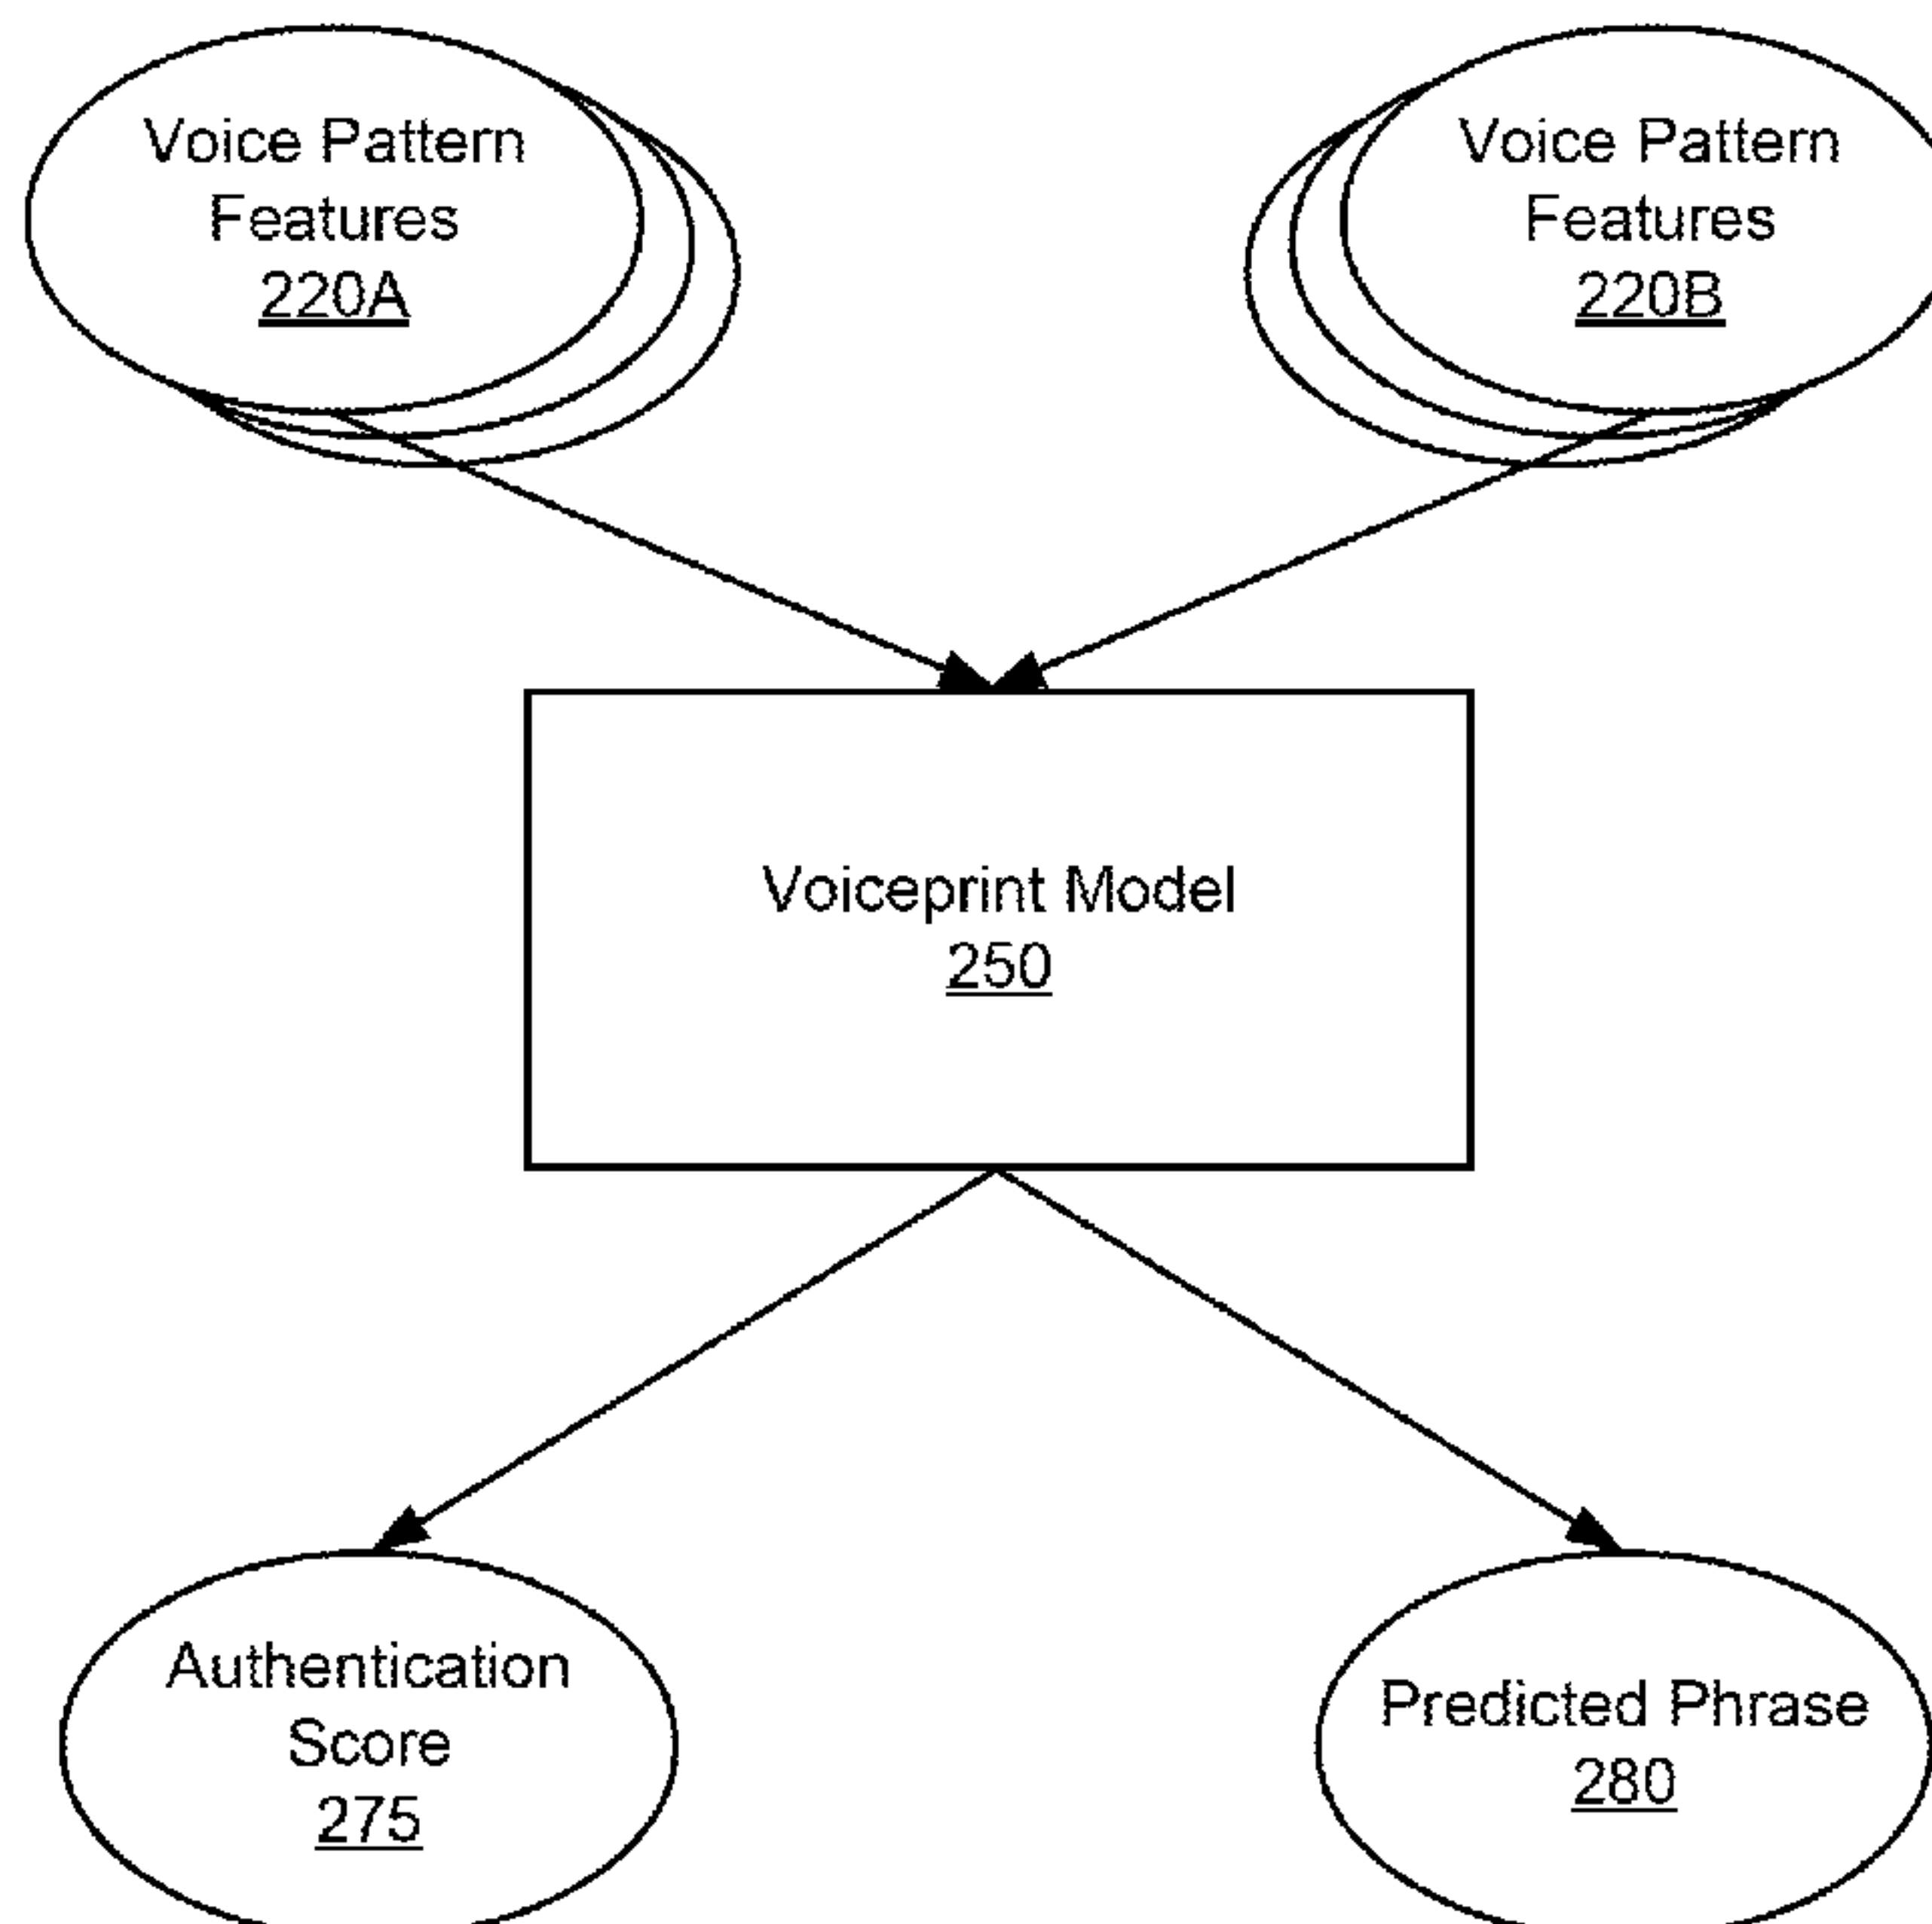 Voice Pattern
Features
220A
Voice Pattern
Features
220B
Voiceprint Model
250
Authentication
Score
275
Predicted Phrase
280